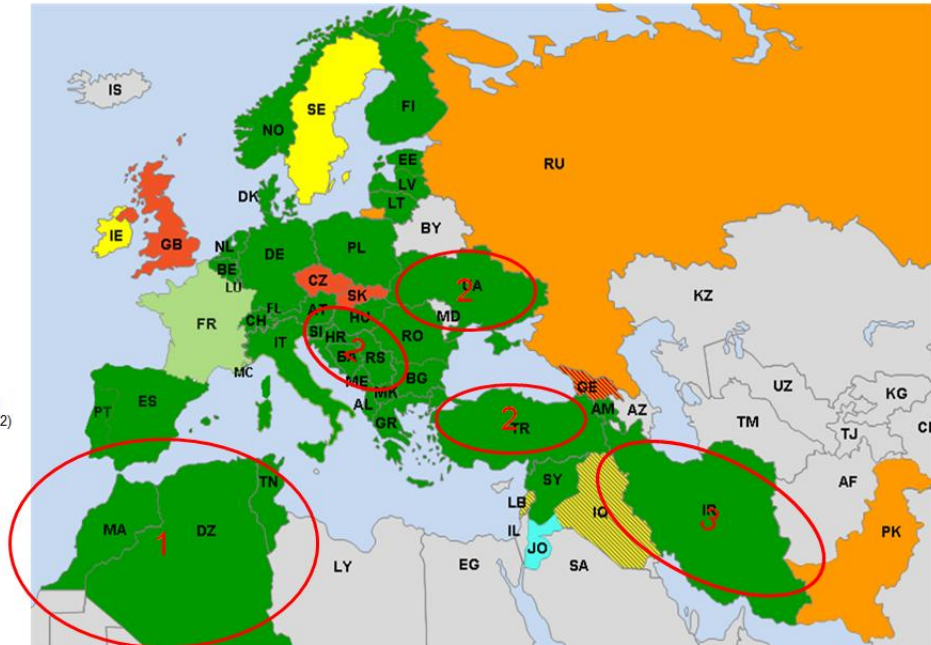 IS
SE
FI
NO
RU
EE
LV
DK
LT
IE
GB
BY
NL
DE
PL
BE
LU
CZ
SK
UA
2
KZ
FR
FL
AT
HU
MD
CH
SI
HR
RO
IT
2
BA
RS
MC
ME
BG
GE
UZ
KG
MK
AM
AZ
PT
ES
AL
2
TM
TJ
2)
GR
TR
TN
SY
AF
LB
IQ
IR
3
MA
1
DZ
IL
JO
PK
LY
EG
SA